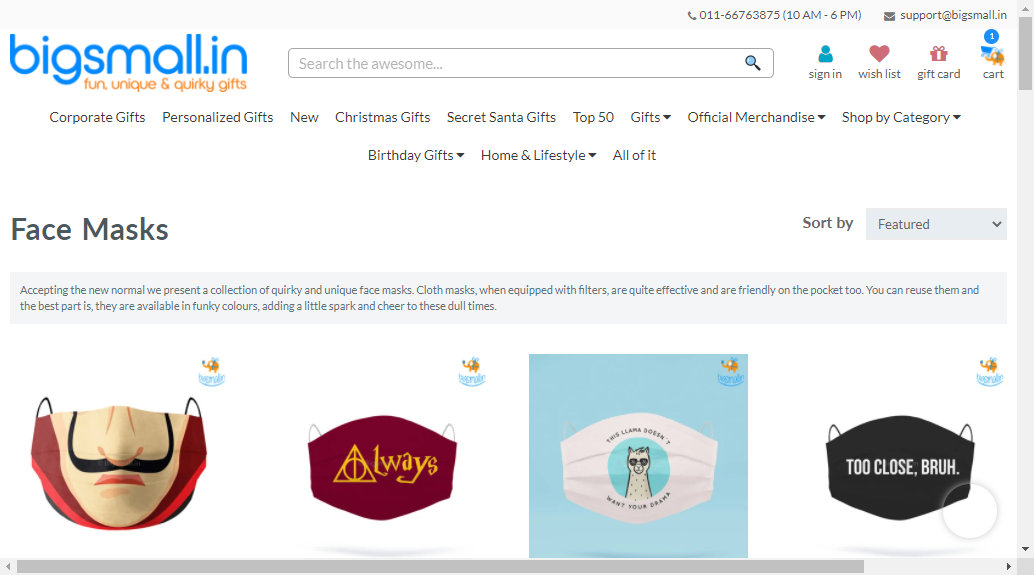 011-66763875 (10 AM - 6 PM) support@bigsmall.in
bigsmall.in
fun, unique & quirky gifts
Search the awesome...
1
sign in wish list gift card cart
Corporate Gifts Personalized Gifts New Christmas Gifts Secret Santa Gifts Top 50 Gifts Official Merchandise Shop by Category
Birthday Gifts Home & Lifestyle All of it
Face Masks
Sort by Featured
Accepting the new normal we present a collection of quirky and unique face masks. Cloth masks, when equipped with filters, are quite effective and are friendly on the pocket too. You can reuse them and
the best part is, they are available in funky colours, adding a little spark and cheer to these dull times.
bigsmall.in bigsmall.in bigsmall.in bigsmall.in
Always
THIS LLAMA DOESN'T
WANT YOUR DRAMA
TOO CLOSE, BRUH.